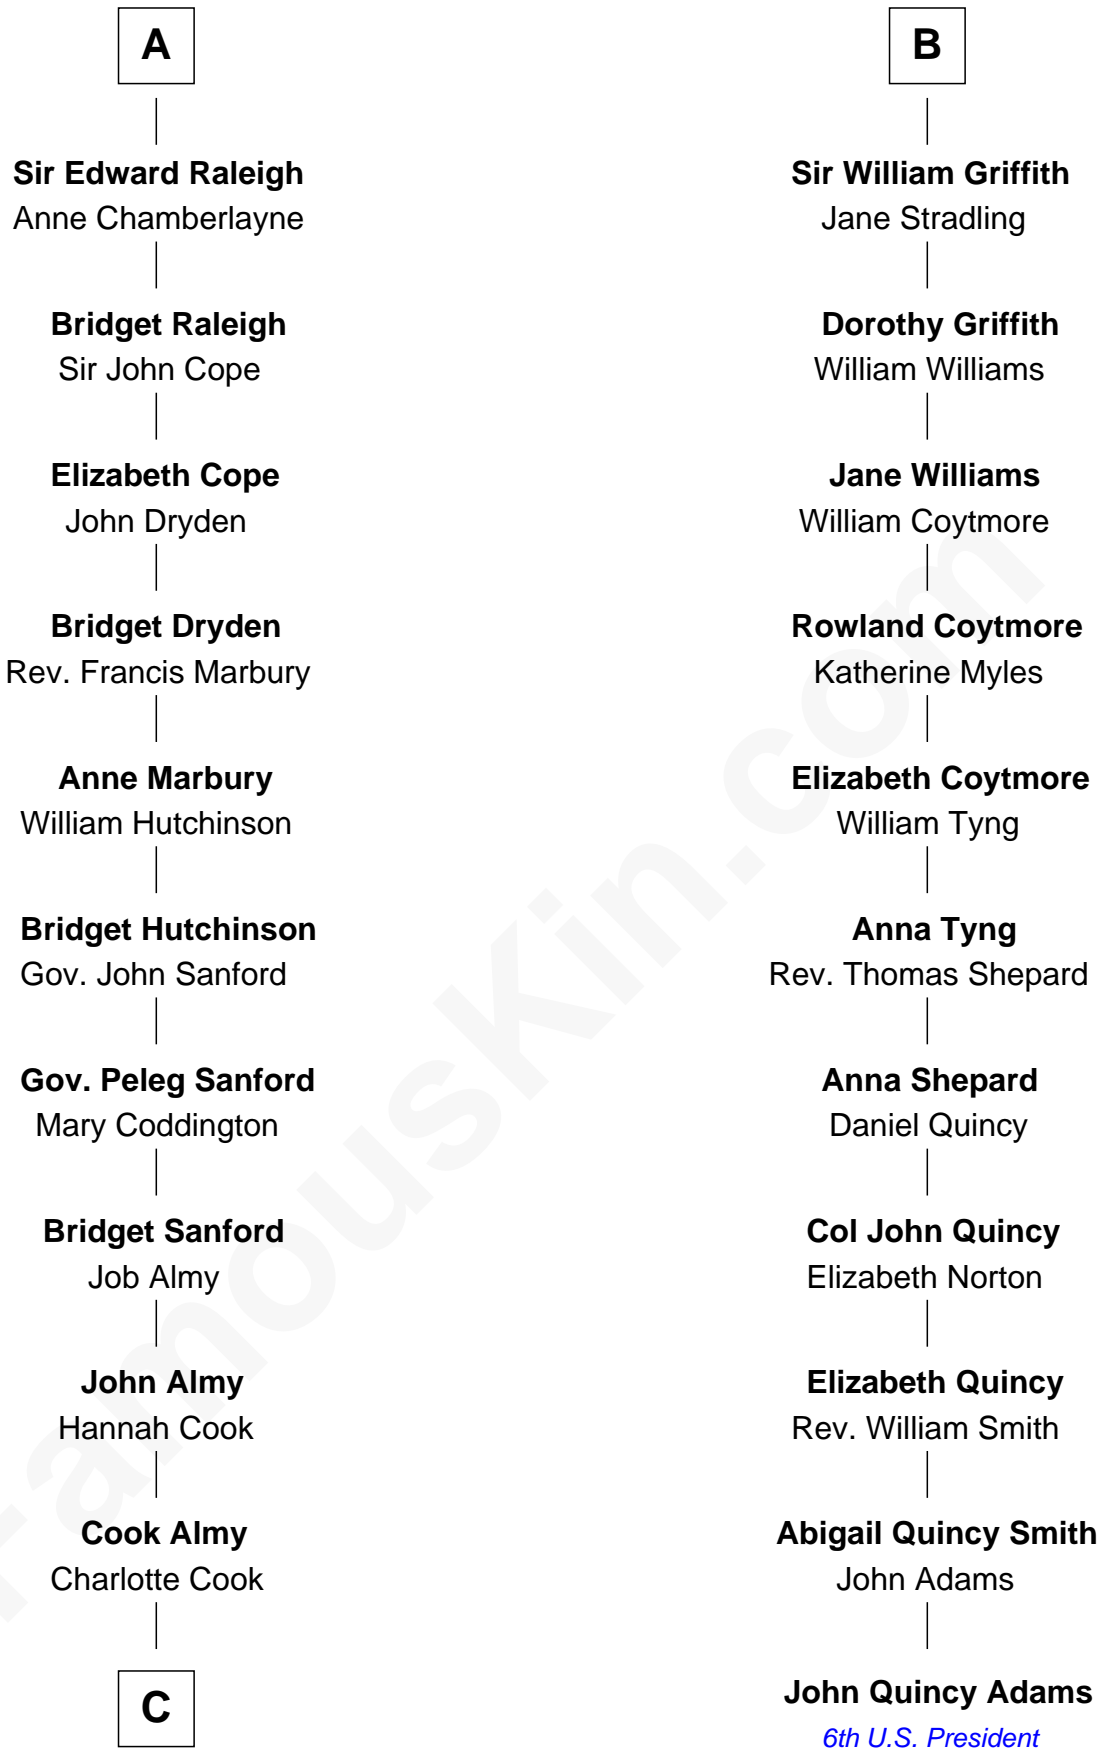 A
Sir Edward Raleigh
Anne Chamberlayne
Bridget Raleigh
Sir John Cope
Elizabeth Cope
John Dryden
Bridget Dryden
Rev. Francis Marbury
Anne Marbury
William Hutchinson
Bridget Hutchinson
Gov. John Sanford
Gov. Peleg Sanford
Mary Coddington
Bridget Sanford
Job Almy
John Almy
Hannah Cook
Cook Almy
Charlotte Cook
C
B
Sir William Griffith
Jane Stradling
Dorothy Griffith
William Williams
Jane Williams
William Coytmore
Rowland Coytmore
Katherine Myles
Elizabeth Coytmore
William Tyng
Anna Tyng
Rev. Thomas Shepard
Anna Shepard
Daniel Quincy
Col John Quincy
Elizabeth Norton
Elizabeth Quincy
Rev. William Smith
Abigail Quincy Smith
John Adams
John Quincy Adams
6th U.S. President
FamousKin.com